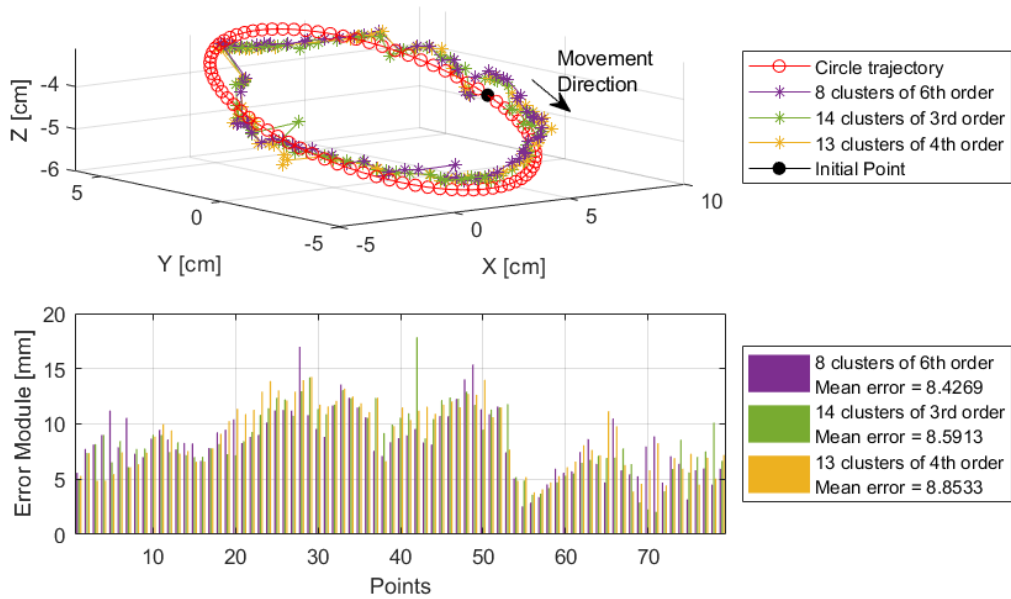 Z [cm]
-4
-5
-6
5
0
-5
Y [cm]
-5
0
5
10
X [cm]
Movement
Direction
Circle trajectory
8 clusters of 6th order
14 clusters of 3rd order
13 clusters of 4th order
Initial Point
Error Module [mm]
20
15
10
5
0
10
20
30
40
50
60
70
Points
8 clusters of 6th order
Mean error = 8.4269
14 clusters of 3rd order
Mean error = 8.5913
13 clusters of 4th order
Mean error = 8.8533